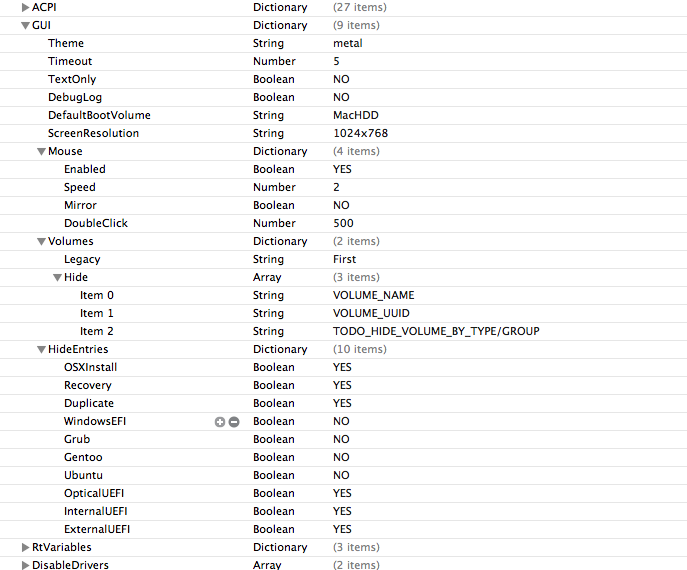 ACPI Dictionary (27 items)
GUI Dictionary (9 items)
Theme String metal
Timeout Number 5
TextOnly Boolean NO
DebugLog Boolean NO
DefaultBootVolume String MacHDD
ScreenResolution String 1024x768
Mouse Dictionary (4 items)
Enabled Boolean YES
Speed Number 2
Mirror Boolean NO
DoubleClick Number 500
Volumes Dictionary (2 items)
Legacy String First
Hide Array (3 items)
Item 0 String VOLUME_NAME
Item 1 String VOLUME_UUID
Item 2 String TODO_HIDE_VOLUME_BY_TYPE/GROUP
HideEntries Dictionary (10 items)
OSXInstall Boolean YES
Recovery Boolean YES
Duplicate Boolean YES
WindowsEFI Boolean NO
Grub Boolean NO
Gentoo Boolean NO
Ubuntu Boolean NO
OpticalUEFI Boolean YES
InternalUEFI Boolean YES
ExternalUEFI Boolean YES
RtVariables Dictionary (3 items)
DisableDrivers Array (2 items)